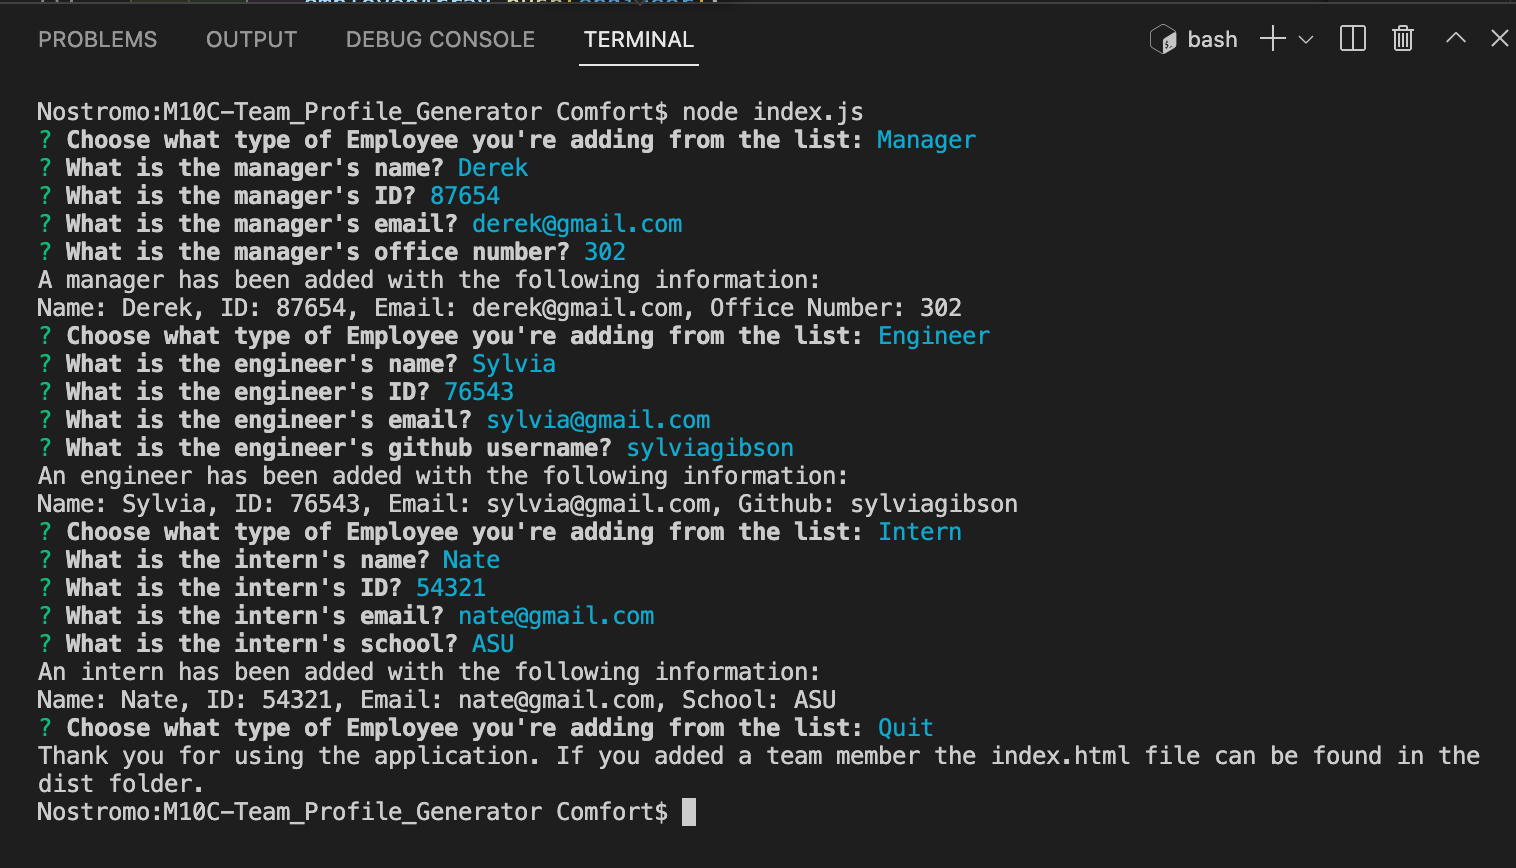 PROBLEMS OUTPUT DEBUG CONSOLE TERMINAL bash
Nostromo:M10C-Team_Profile_Generator Comfort$ node index.js
? Choose what type of Employee you're adding from the list: Manager
? What is the manager's name? Derek
? What is the manager's ID? 87654
? What is the manager's email? derek@gmail.com
? What is the manager's office number? 302
A manager has been added with the following information:
Name: Derek, ID: 87654, Email: derek@gmail.com, Office Number: 302
? Choose what type of Employee you're adding from the list: Engineer
? What is the engineer's name? Sylvia
? What is the engineer's ID? 76543
? What is the engineer's email? sylvia@gmail.com
? What is the engineer's github username? sylviagibson
An engineer has been added with the following information:
Name: Sylvia, ID: 76543, Email: sylvia@gmail.com, Github: sylviagibson
? Choose what type of Employee you're adding from the list: Intern
? What is the intern's name? Nate
? What is the intern's ID? 54321
? What is the intern's email? nate@gmail.com
? What is the intern's school? ASU
An intern has been added with the following information:
Name: Nate, ID: 54321, Email: nate@gmail.com, School: ASU
? Choose what type of Employee you're adding from the list: Quit
Thank you for using the application. If you added a team member the index.html file can be found in the
dist folder.
Nostromo:M10C-Team_Profile_Generator Comfort$